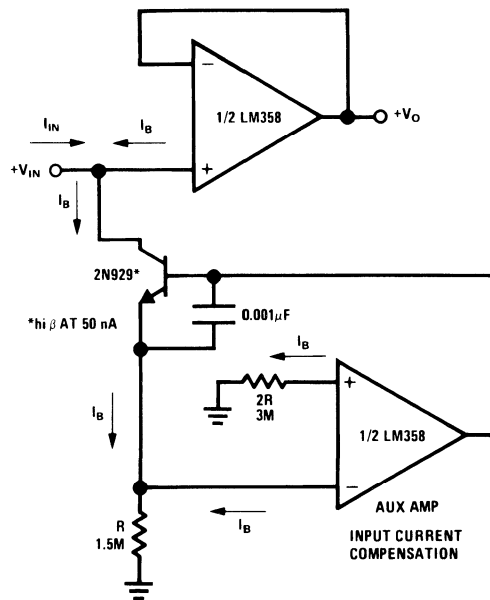 −
1/2 LM358
+VO
IIN
IB
+
+VIN
IB
2N929*
*hi β AT 50 nA
0.001μF
IB
+
2R
3M
1/2 LM358
IB
−
AUX AMP
IB
R
1.5M
INPUT CURRENT
COMPENSATION